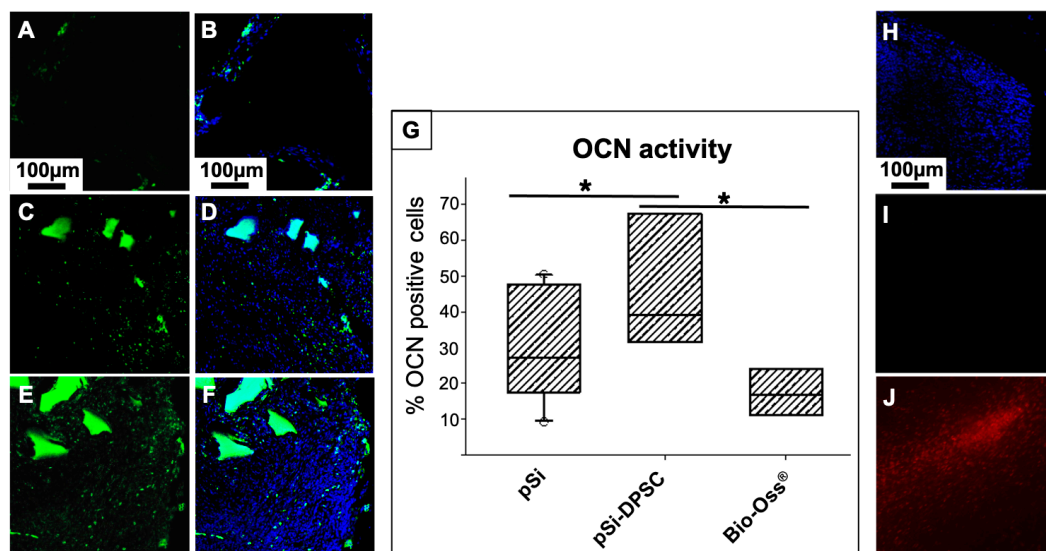 A
B
100µm
100µm
C
D
E
F
G
OCN activity
*
*
% OCN positive cells
70
60
50
40
30
20
10
pSi
pSi-DPSC
Bio-Oss®
H
100µm
I
J